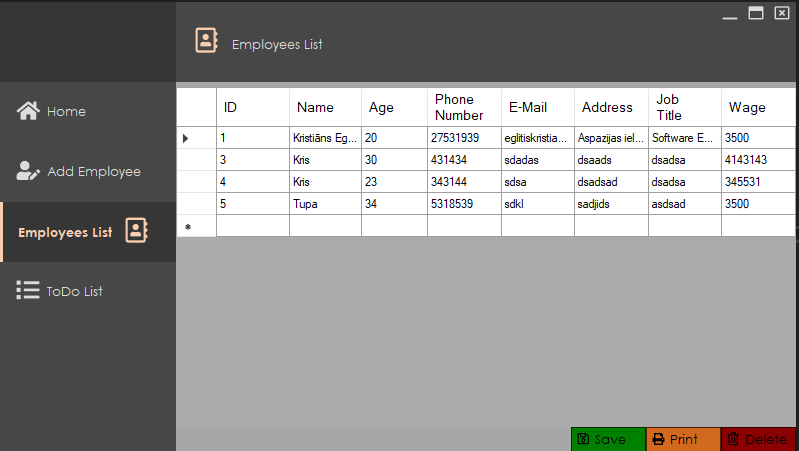 Employees List
Home
Add Employee
Employees List
ToDo List
ID Name Age Phone Number E-Mail Address Job Title Wage
1 Kristiāns Eg... 20 27531939 eglitiskristia... Aspazijas iel... Software E... 3500
3 Kris 30 431434 sdadas dsaads dsadsa 4143143
4 Kris 23 343144 sdsa dsadsad dsadsa 345531
5 Tupa 34 5318539 sdkl sadjids asdsad 3500
Save Print Delete